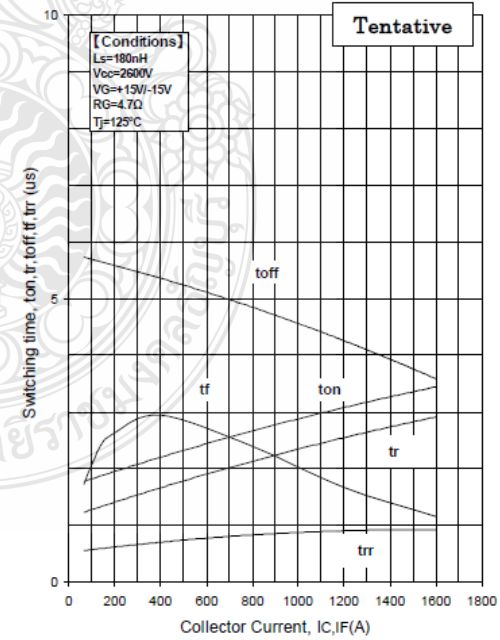 10
Tentative
【Conditions】
Ls=180nH
Vcc=2600V
VG=+15V/-15V
RG=4.7Ω
Tj=125°C
Switching time, ton,tr,toff,tf,trr (us)
toff
5
tf
ton
tr
trr
0
0 200 400 600 800 1000 1200 1400 1600 1800
Collector Current, IC,IF(A)